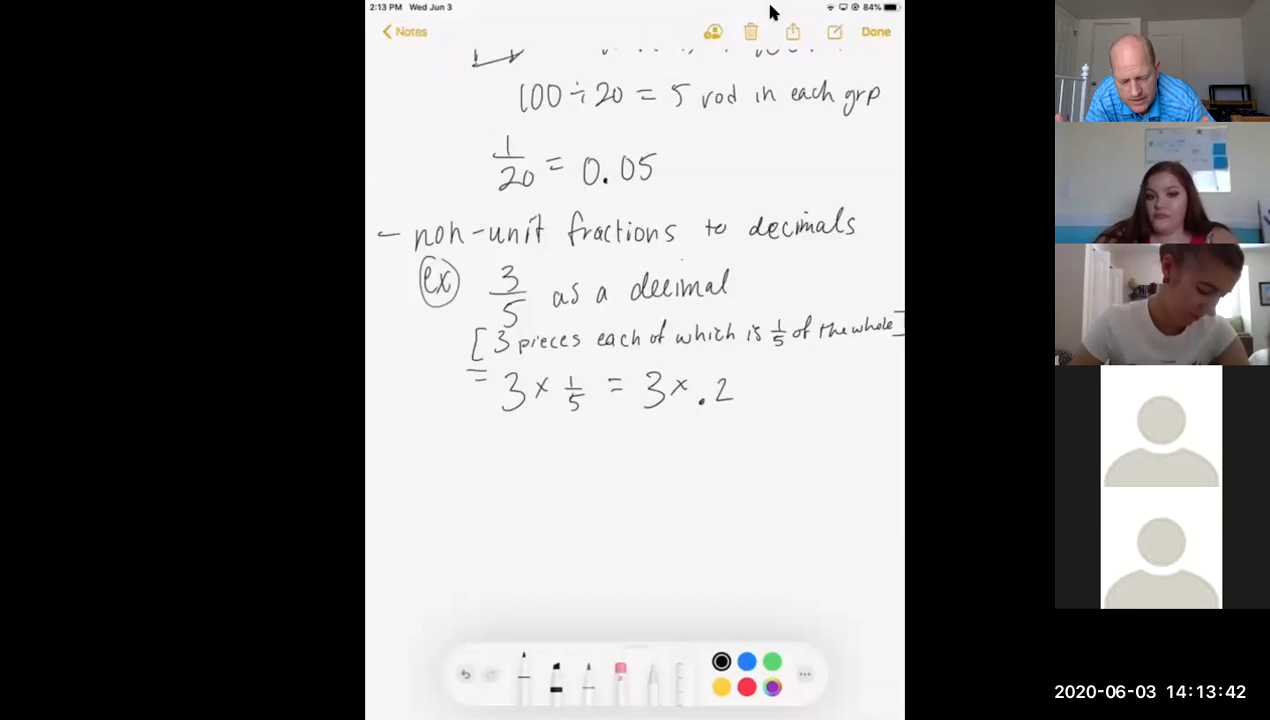 2:13 PM Wed Jun 3
84%
Notes
Done
100 ÷ 20 = 5 rod in each grp
1/20 = 0.05
- non-unit fractions to decimals
ex 3/5 as a decimal
[3 pieces each of which is 1/5 of the whole]
= 3 × 1/5 = 3 × .2
2020-06-03 14:13:42